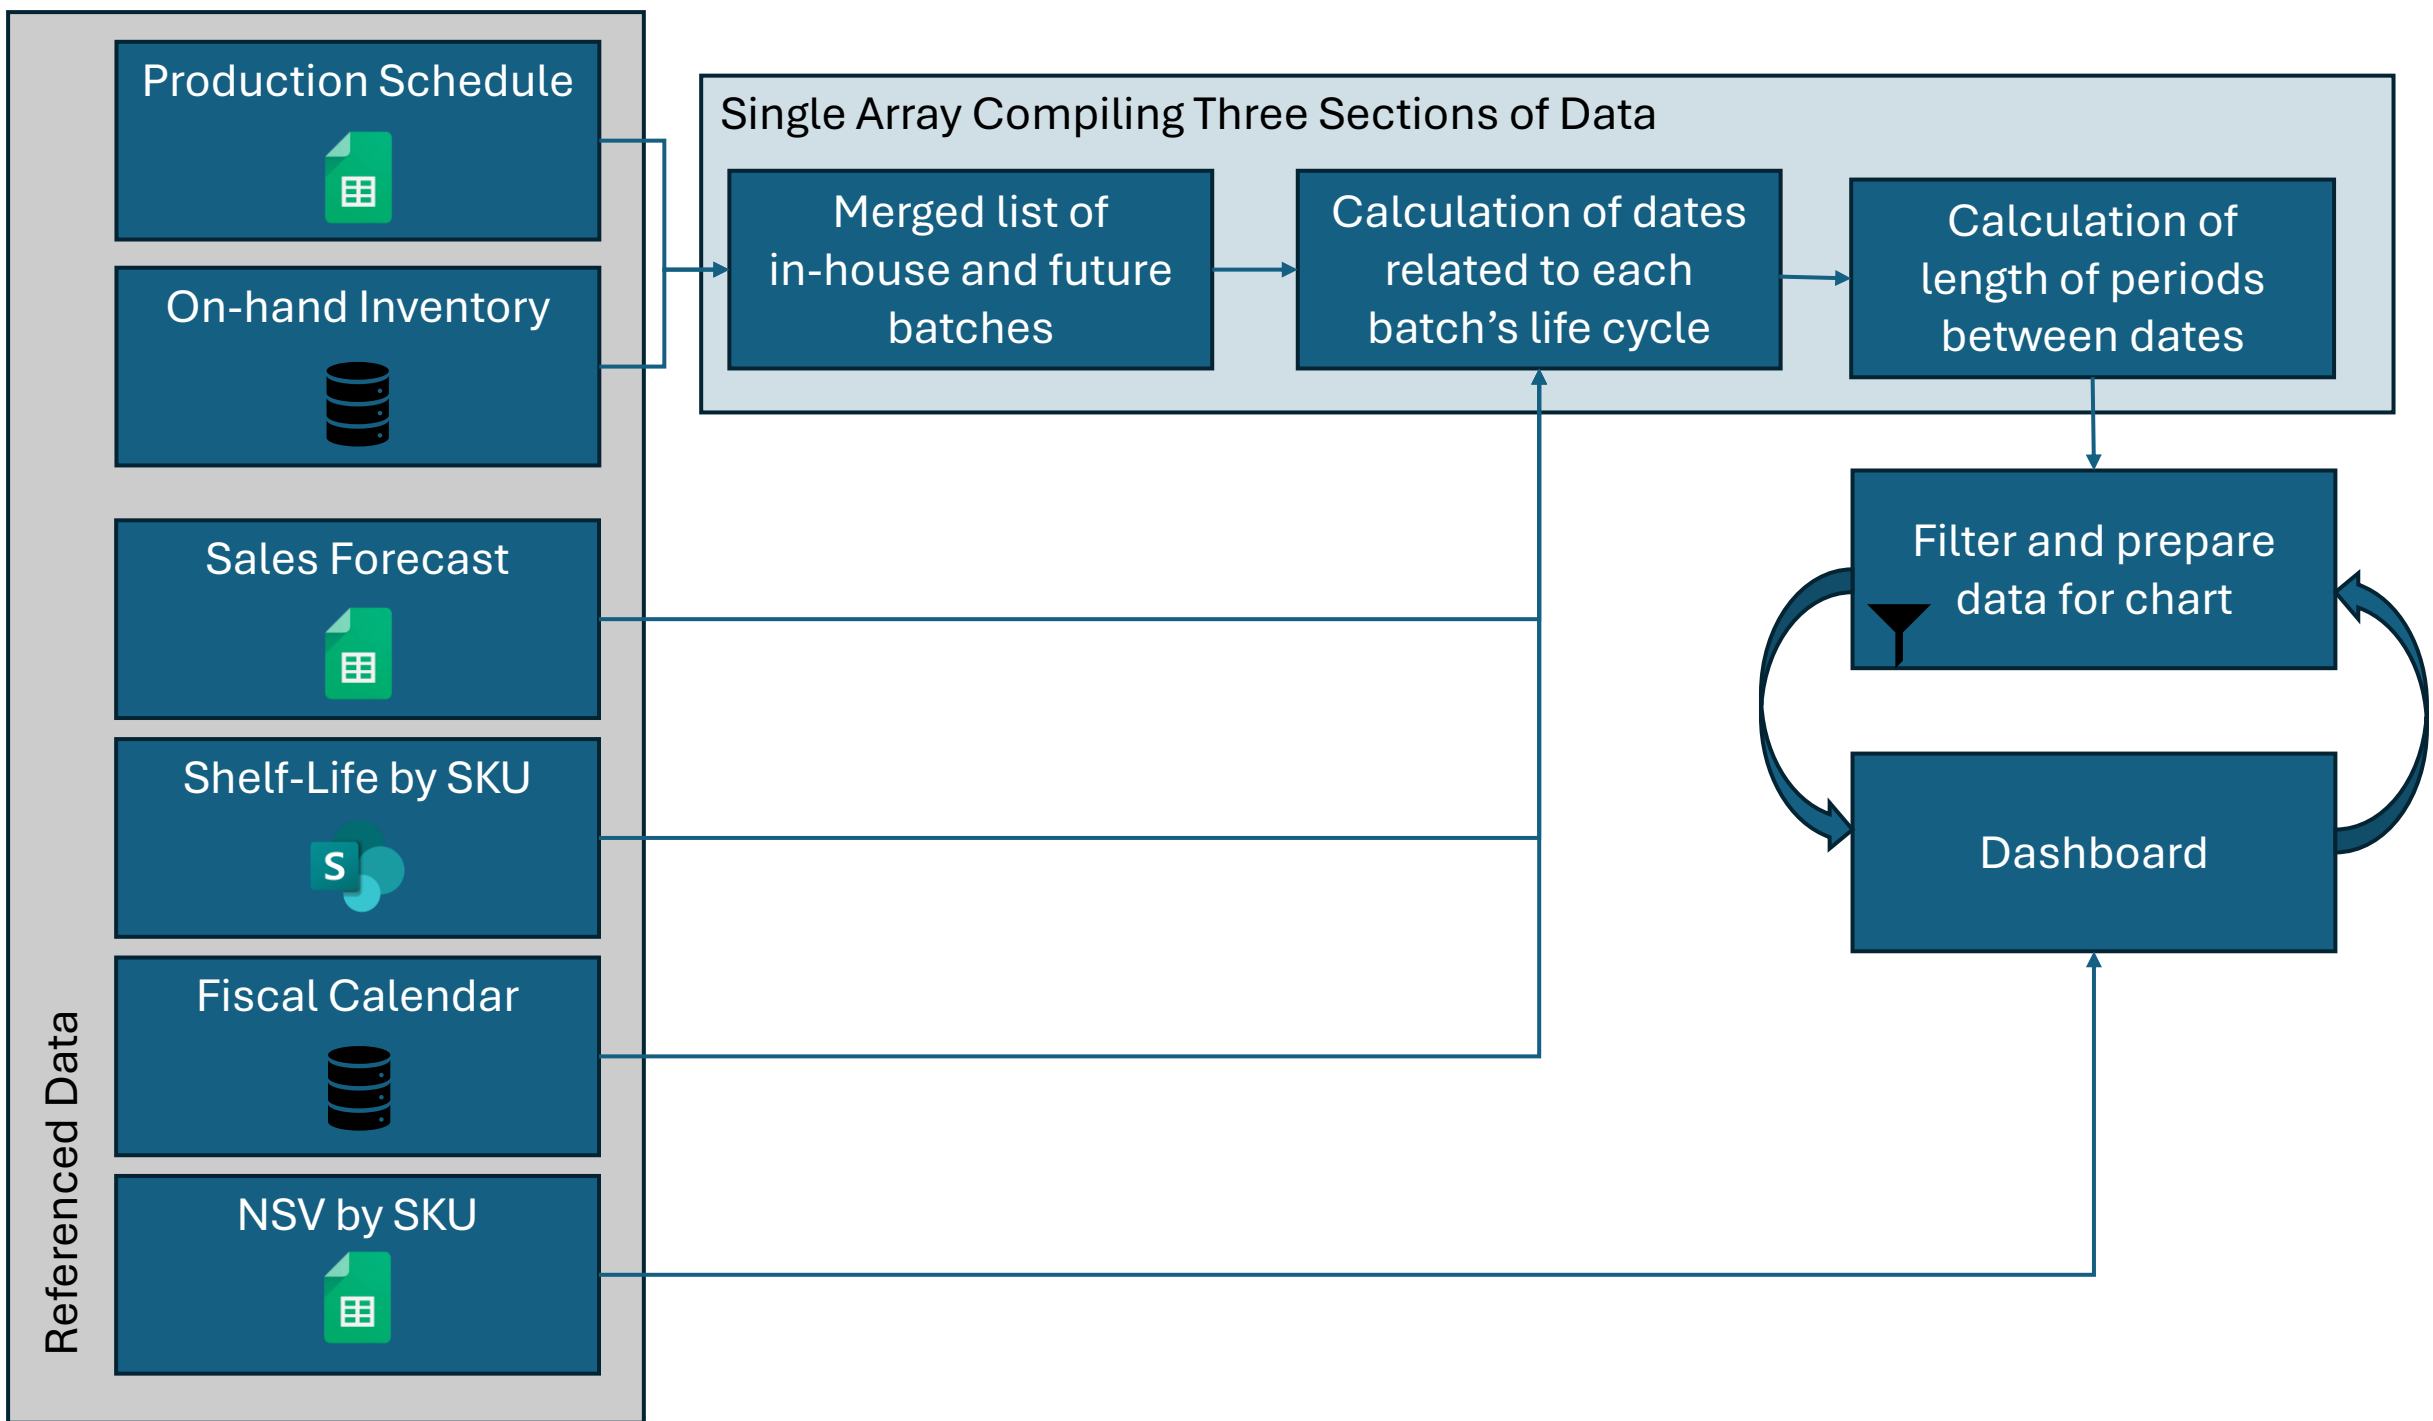 Production Schedule
On-hand Inventory
Sales Forecast
Shelf-Life by SKU
S
Fiscal Calendar
NSV by SKU
Referenced Data
Single Array Compiling Three Sections of Data
Merged list of
in-house and future
batches
Calculation of dates
related to each
batch’s life cycle
Calculation of
length of periods
between dates
Filter and prepare
data for chart
Dashboard